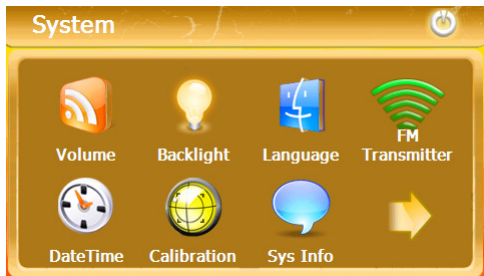 System
Volume
Backlight
Language
FM
Transmitter
DateTime
Calibration
Sys Info